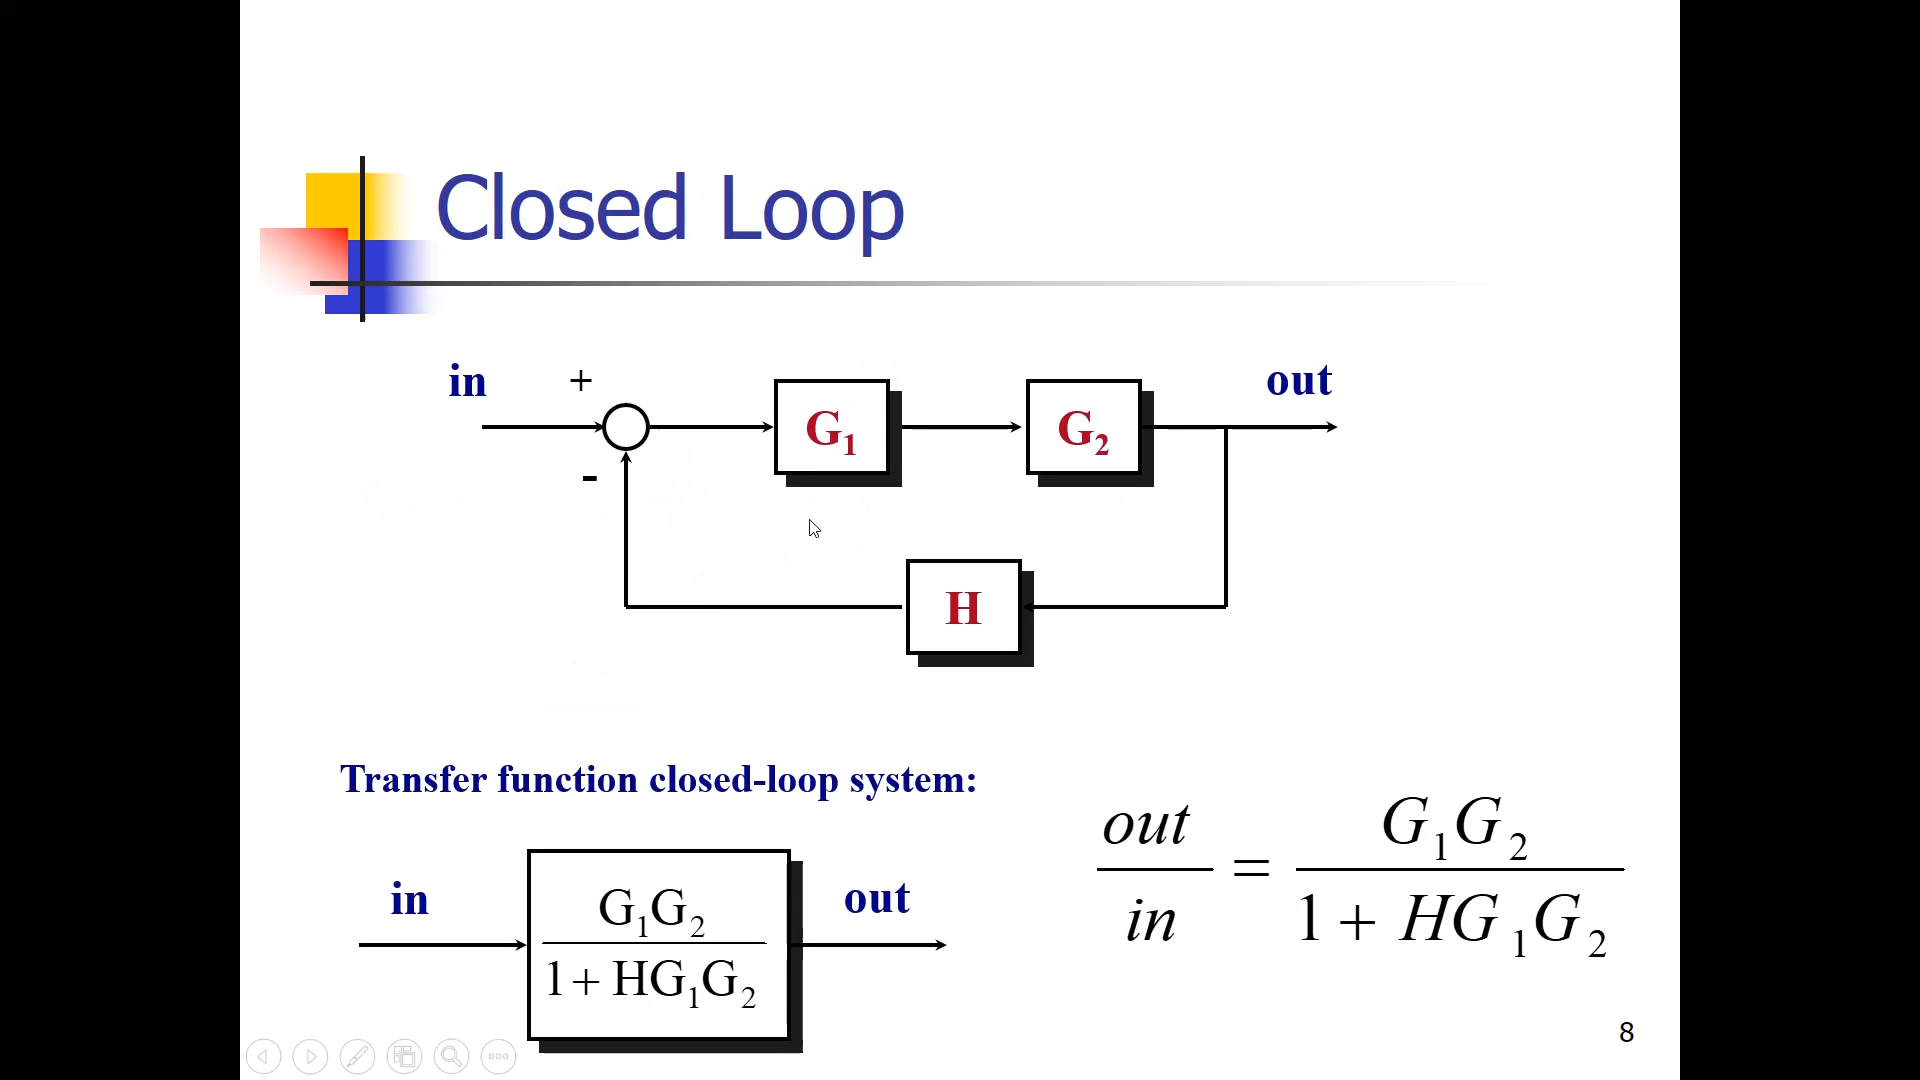 Closed Loop
in + out
G₁ G₂
-
H
Transfer function closed-loop system:
in G₁G₂ / 1 + HG₁G₂ out
out / in = G₁G₂ / 1 + HG₁G₂
8